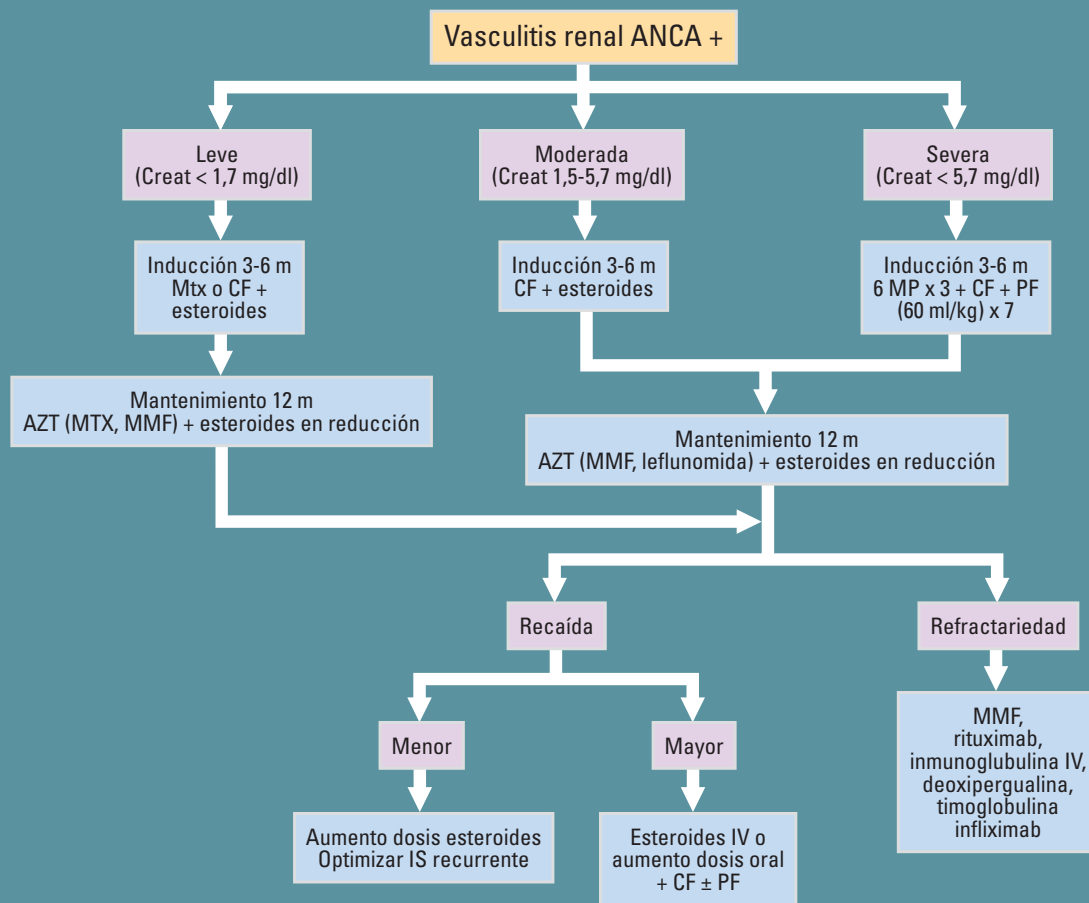 Vasculitis renal ANCA +
Leve
(Creat < 1,7 mg/dl)
Moderada
(Creat 1,5-5,7 mg/dl)
Severa
(Creat < 5,7 mg/dl)
Inducción 3-6 m
Mtx o CF +
esteroides
Inducción 3-6 m
CF + esteroides
Inducción 3-6 m
6 MP x 3 + CF + PF
(60 ml/kg) x 7
Mantenimiento 12 m
AZT (MTX, MMF) + esteroides en reducción
Mantenimiento 12 m
AZT (MMF, leflunomida) + esteroides en reducción
Recaída
Refractariedad
Menor
Mayor
MMF,
rituximab,
inmunoglubulina IV,
deoxipergualina,
timoglobulina
infliximab
Aumento dosis esteroides
Optimizar IS recurrente
Esteroides IV o
aumento dosis oral
+ CF ± PF